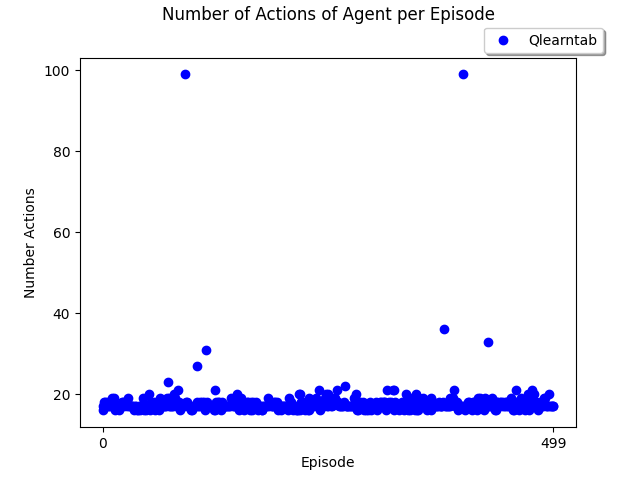 Number of Actions of Agent per Episode
Qlearntab
100
80
60
40
20
Number Actions
0
499
Episode